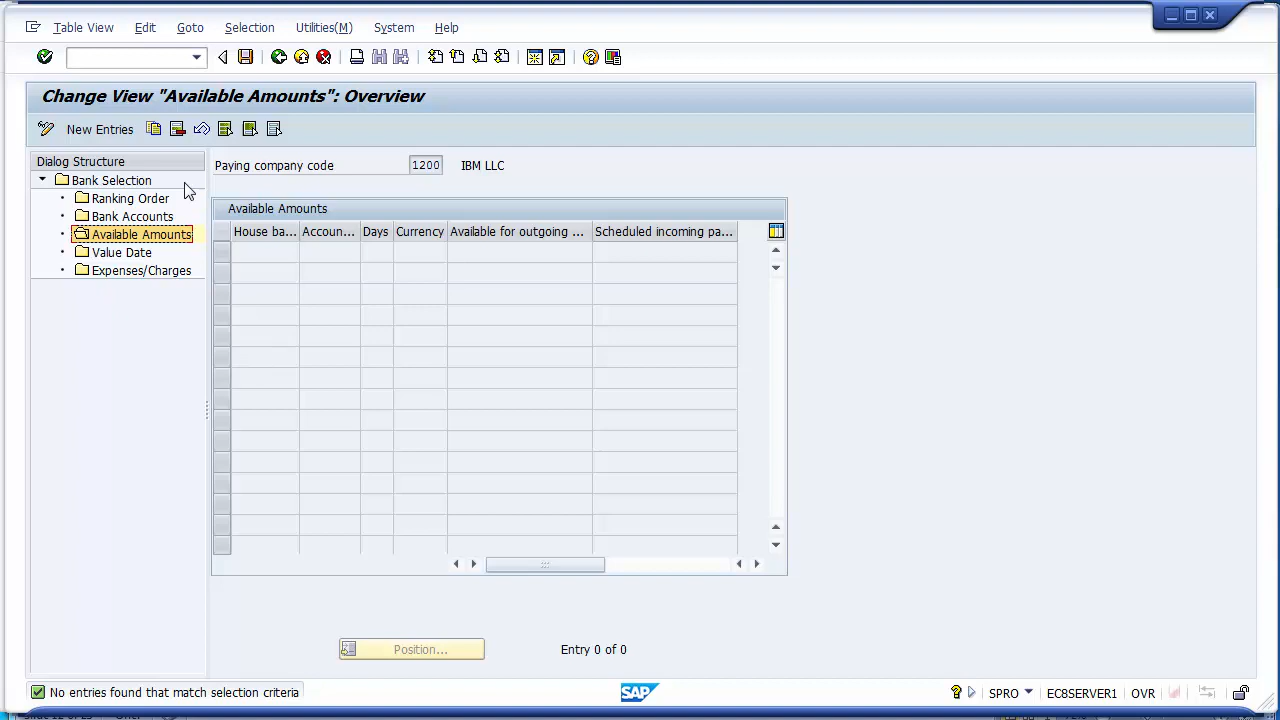 Table View Edit Goto Selection Utilities(M) System Help
Change View "Available Amounts": Overview
New Entries
Dialog Structure
Bank Selection
Ranking Order
Bank Accounts
Available Amounts
Value Date
Expenses/Charges
Paying company code 1200 IBM LLC
Available Amounts
House ba... Accoun... Days Currency Available for outgoing ... Scheduled incoming pa...
Position... Entry 0 of 0
No entries found that match selection criteria
SAP
SPRO ECS8SERVER1 OVR